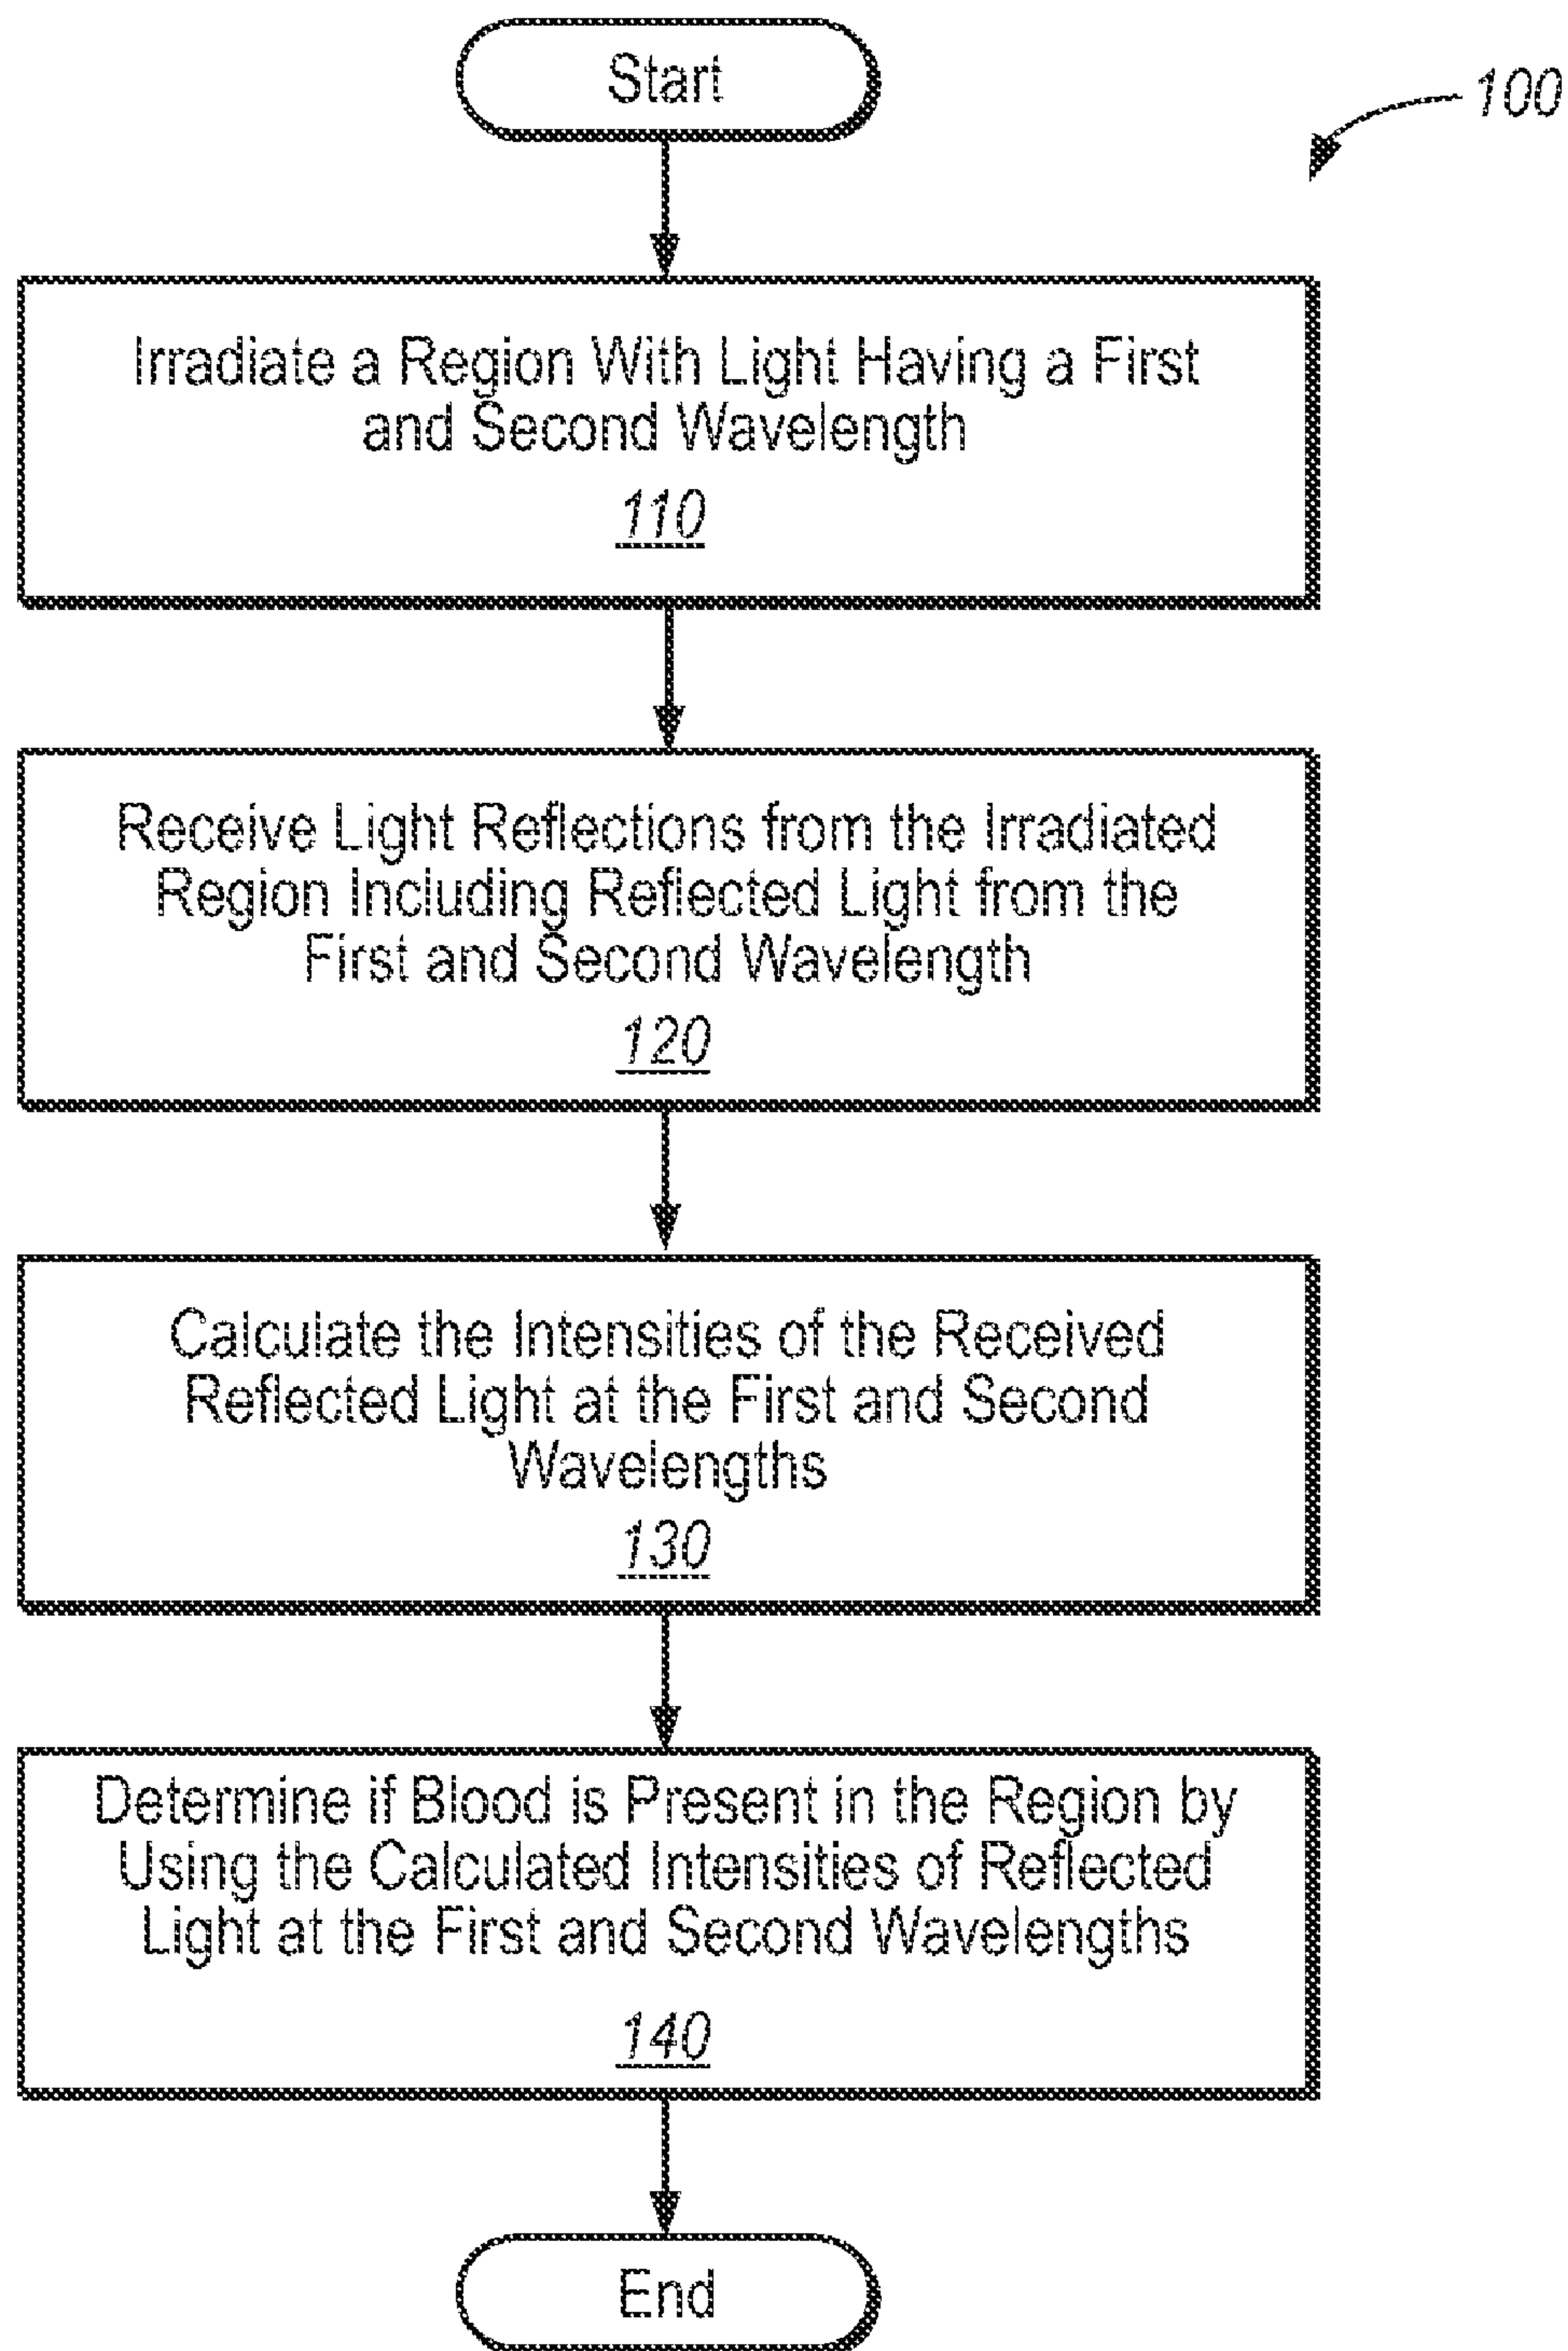 Start
100
Irradiate a Region With Light Having a First
and Second Wavelength
110
Receive Light Reflections from the Irradiated
Region Including Reflected Light from the
First and Second Wavelength
120
Calculate the Intensities of the Received
Reflected Light at the First and Second
Wavelengths
130
Determine if Blood is Present in the Region by
Using the Calculated Intensities of Reflected
Light at the First and Second Wavelengths
140
End